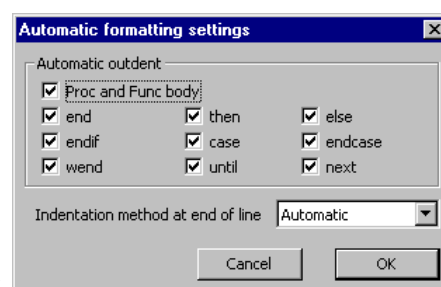 Automatic formatting settings
Automatic outdent
Proc and Func body
end then else
endif case endcase
wend until next
Indentation method at end of line Automatic
Cancel OK